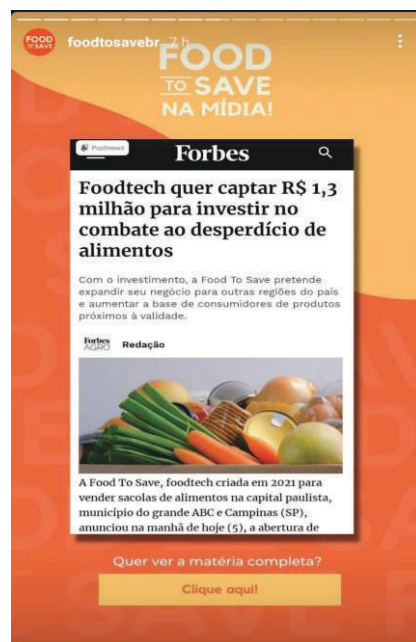 FOOD
TO SAVE
foodtosavebr 7 h
FOOD
TO SAVE
NA MÍDIA!
Pushnews
Forbes
Foodtech quer captar R$ 1,3
milhão para investir no
combate ao desperdício de
alimentos
Com o investimento, a Food To Save pretende
expandir seu negócio para outras regiões do país
e aumentar a base de consumidores de produtos
próximos à validade.
Forbes
AGRO
Redação
A Food To Save, foodtech criada em 2021 para
vender sacolas de alimentos na capital paulista,
município do grande ABC e Campinas (SP),
anunciou na manhã de hoje (5), a abertura de
Quer ver a matéria completa?
Clique aqui!